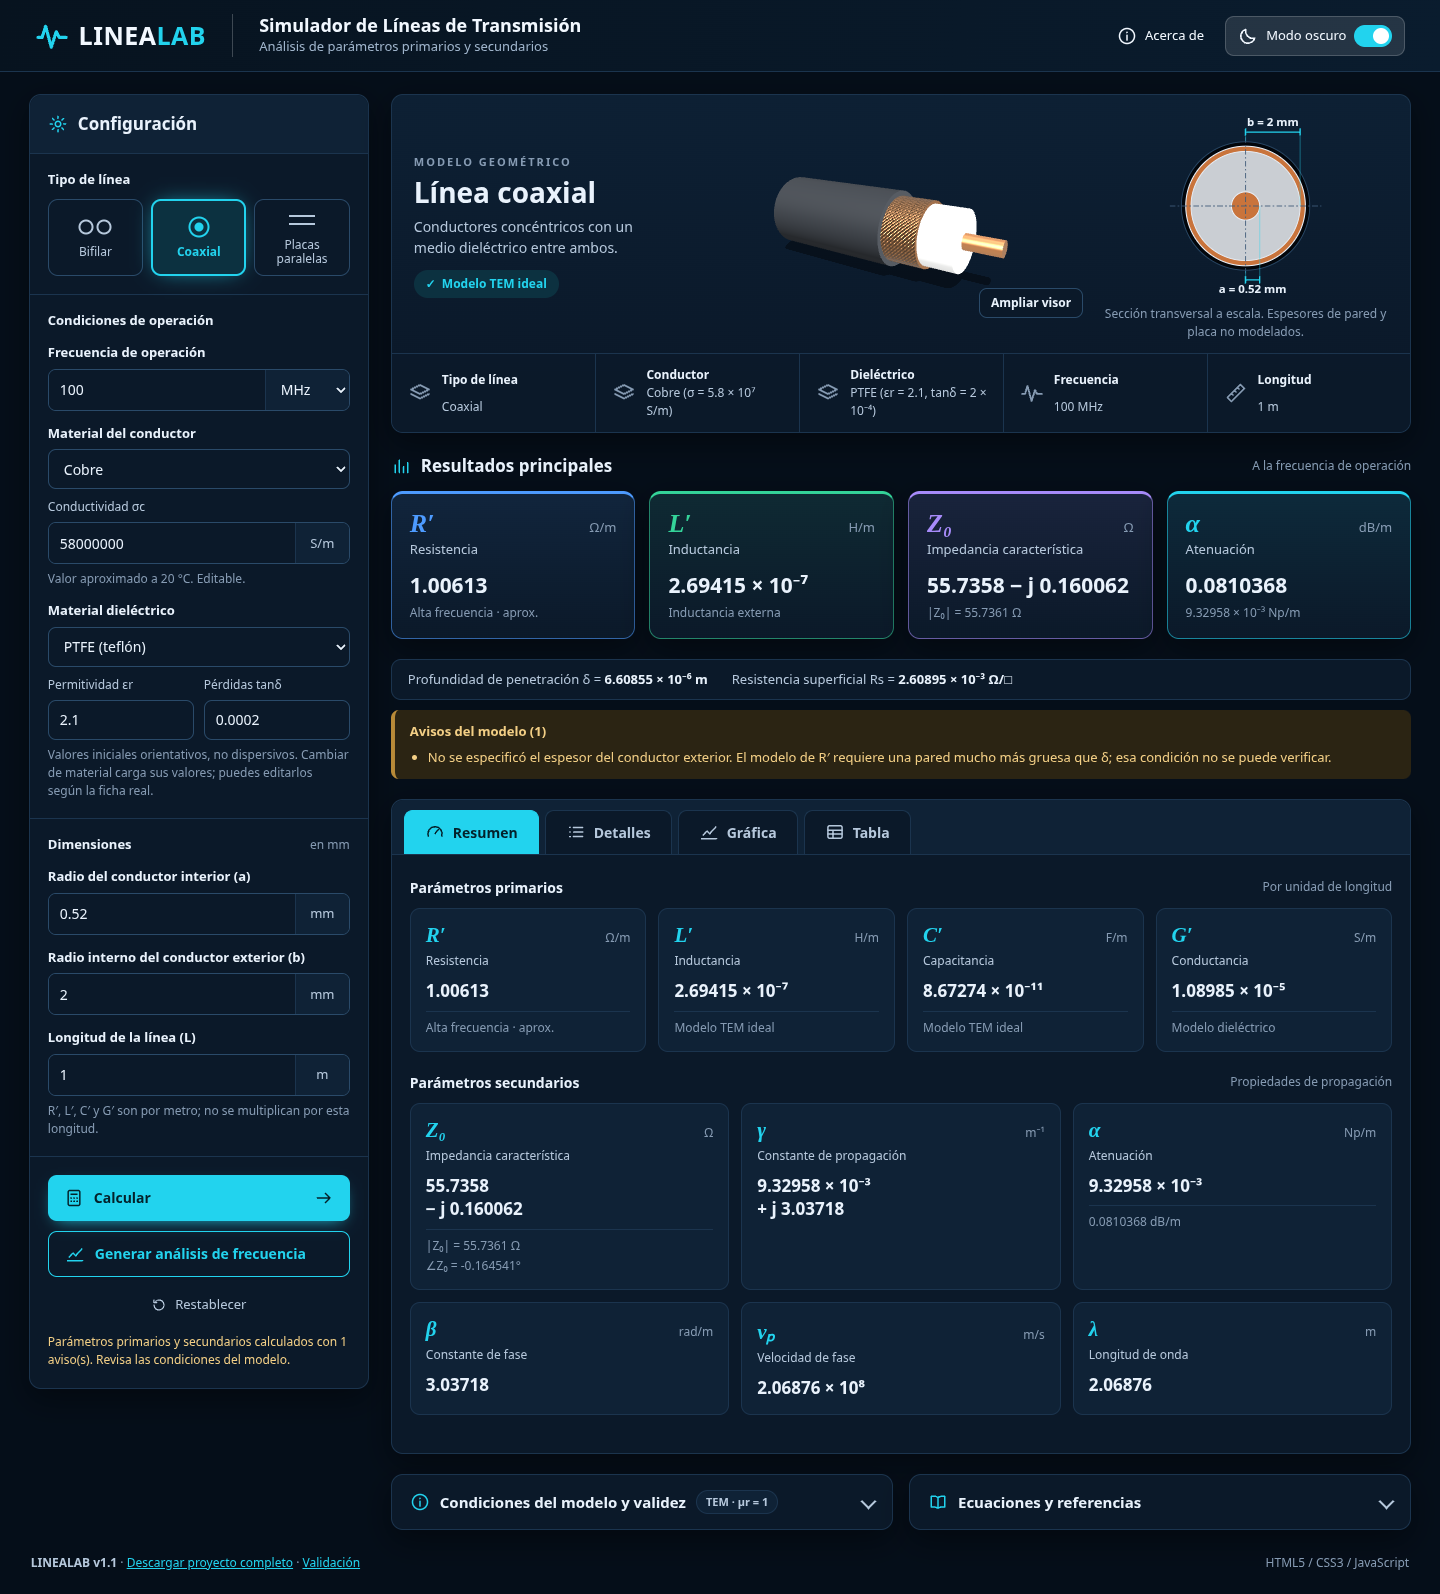 LINEALAB
Simulador de Líneas de Transmisión
Análisis de parámetros primarios y secundarios
Acerca de
Modo oscuro
Configuración
Tipo de línea
Bifilar
Coaxial
Placas
paralelas
Condiciones de operación
Frecuencia de operación
100 MHz
Material del conductor
Cobre
Conductividad σc
58000000 S/m
Valor aproximado a 20 °C. Editable.
Material dieléctrico
PTFE (teflón)
Permitividad εr Pérdidas tanδ
2.1 0.0002
Valores iniciales orientativos, no dispersivos. Cambiar
de material carga sus valores; puedes editarlos
según la ficha real.
Dimensiones en mm
Radio del conductor interior (a)
0.52 mm
Radio interno del conductor exterior (b)
2 mm
Longitud de la línea (L)
1 m
R′, L′, C′ y G′ son por metro; no se multiplican por esta
longitud.
Calcular
Generar análisis de frecuencia
Restablecer
Parámetros primarios y secundarios calculados con 1
aviso(s). Revisa las condiciones del modelo.
MODELO GEOMÉTRICO
Línea coaxial
Conductores concéntricos con un
medio dieléctrico entre ambos.
✓ Modelo TEM ideal
Ampliar visor
b = 2 mm
a = 0.52 mm
Sección transversal a escala. Espesores de pared y
placa no modelados.
Tipo de línea
Coaxial
Conductor
Cobre (σ = 5.8 × 10⁷
S/m)
Dieléctrico
PTFE (εr = 2.1, tanδ = 2 ×
10⁻⁴)
Frecuencia
100 MHz
Longitud
1 m
Resultados principales
A la frecuencia de operación
R′ Ω/m
Resistencia
1.00613
Alta frecuencia · aprox.
L′ H/m
Inductancia
2.69415 × 10⁻⁷
Inductancia externa
Z₀ Ω
Impedancia característica
55.7358 − j 0.160062
|Z₀| = 55.7361 Ω
α dB/m
Atenuación
0.0810368
9.32958 × 10⁻³ Np/m
Profundidad de penetración δ = 6.60855 × 10⁻⁶ m Resistencia superficial Rs = 2.60895 × 10⁻³ Ω/□
Avisos del modelo (1)
• No se especificó el espesor del conductor exterior. El modelo de R′ requiere una pared mucho más gruesa que δ; esa condición no se puede verificar.
Resumen
Detalles
Gráfica
Tabla
Parámetros primarios
Por unidad de longitud
R′ Ω/m
Resistencia
1.00613
Alta frecuencia · aprox.
L′ H/m
Inductancia
2.69415 × 10⁻⁷
Modelo TEM ideal
C′ F/m
Capacitancia
8.67274 × 10⁻¹¹
Modelo TEM ideal
G′ S/m
Conductancia
1.08985 × 10⁻⁵
Modelo dieléctrico
Parámetros secundarios
Propiedades de propagación
Z₀ Ω
Impedancia característica
55.7358
− j 0.160062
|Z₀| = 55.7361 Ω
∠Z₀ = -0.164541°
γ m⁻¹
Constante de propagación
9.32958 × 10⁻³
+ j 3.03718
α Np/m
Atenuación
9.32958 × 10⁻³
0.0810368 dB/m
β rad/m
Constante de fase
3.03718
vₚ m/s
Velocidad de fase
2.06876 × 10⁸
λ m
Longitud de onda
2.06876
Condiciones del modelo y validez
TEM · μr = 1
Ecuaciones y referencias
LINEALAB v1.1 · Descargar proyecto completo · Validación
HTML5 / CSS3 / JavaScript